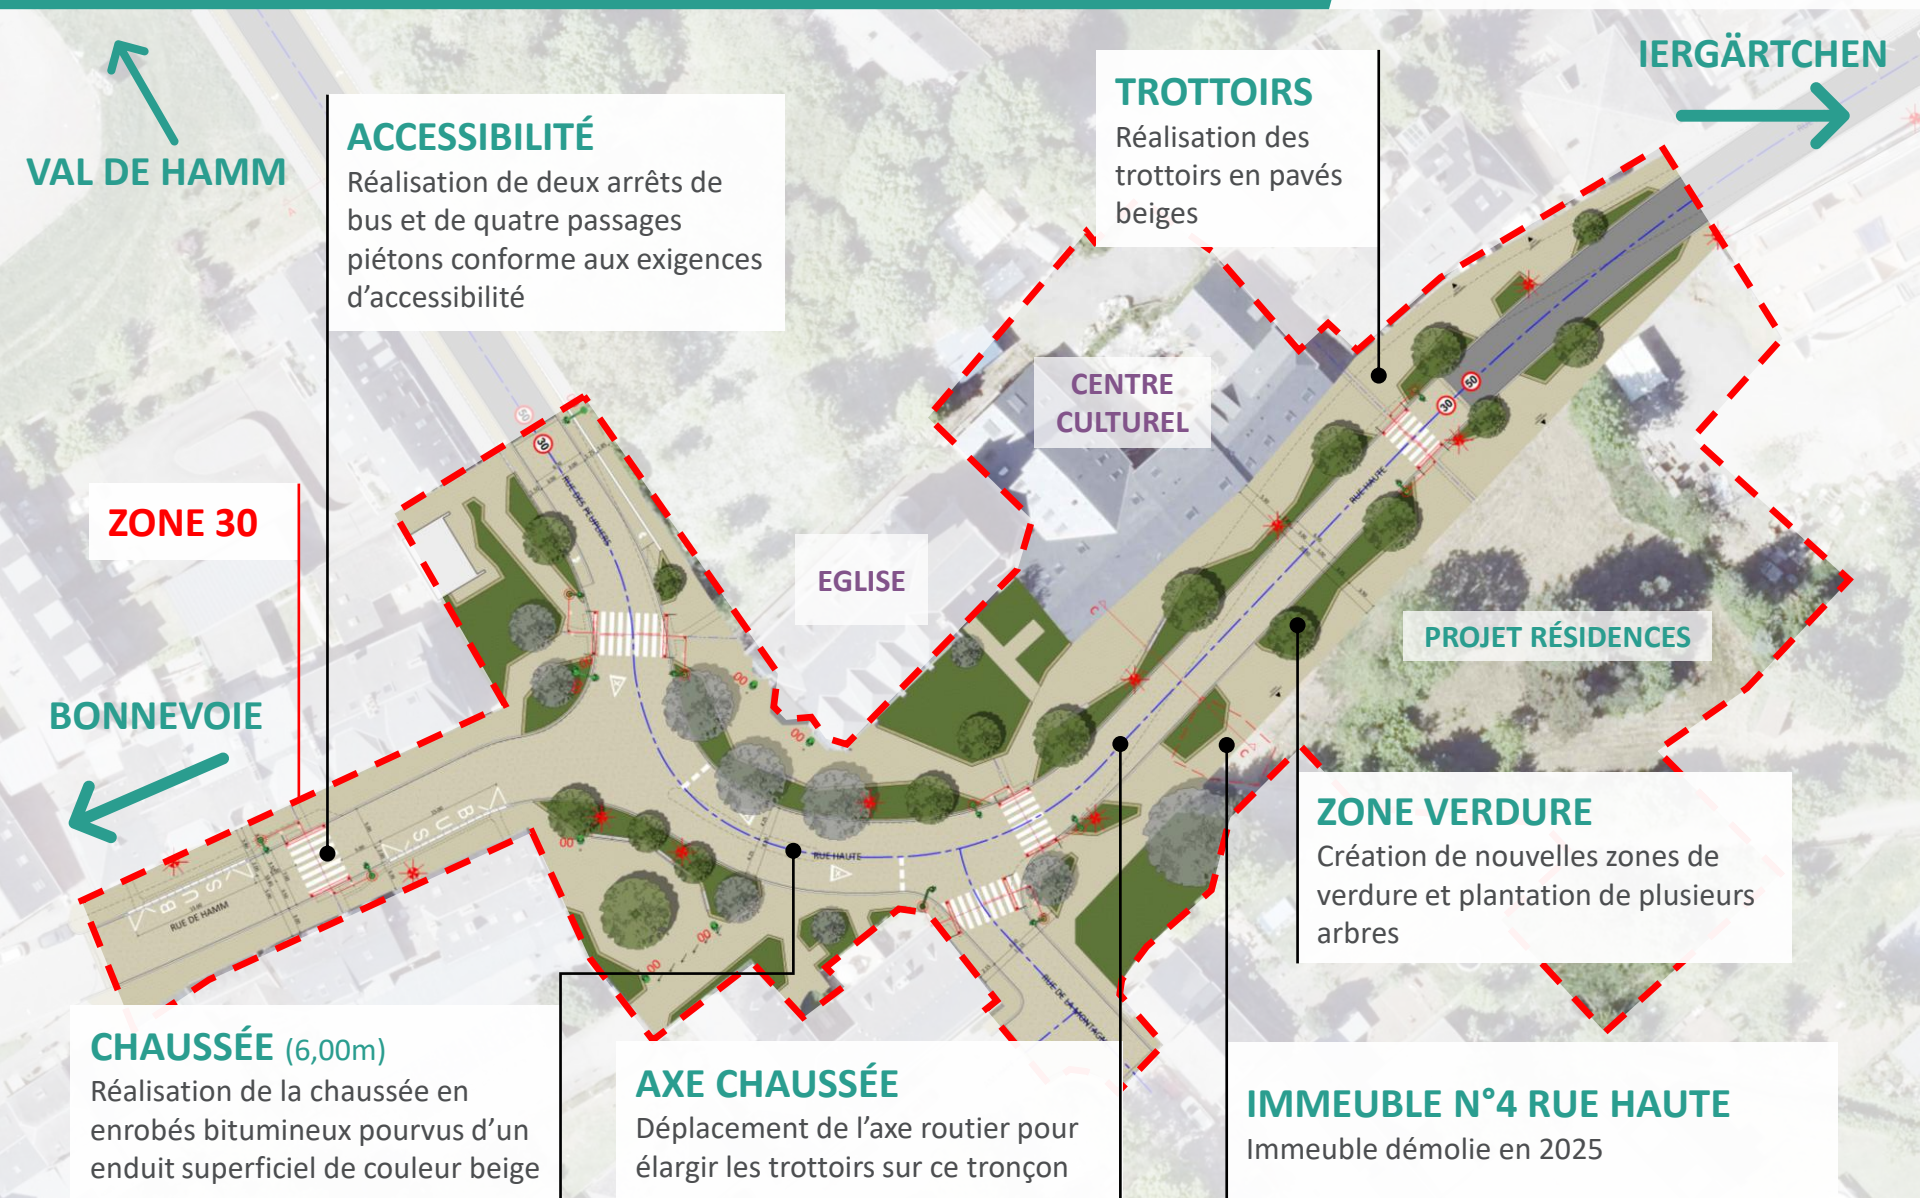 VAL DE HAMM
ACCESSIBILITÉ
Réalisation de deux arrêts de
bus et de quatre passages
piétons conforme aux exigences
d’accessibilité
TROTTOIRS
Réalisation des
trottoirs en pavés
beiges
IERGÄRTCHEN
CENTRE
CULTUREL
EGLISE
ZONE 30
BONNEVOIE
PROJET RÉSIDENCES
50
30
50
30
RUE DES PEUPLIERS
RUE HAUTE
RUE HAUTE
BUS
BUS
RUE DE HAMM
ZONE VERDURE
Création de nouvelles zones de
verdure et plantation de plusieurs
arbres
CHAUSSÉE (6,00m)
Réalisation de la chaussée en
enrobés bitumineux pourvus d’un
enduit superficiel de couleur beige
AXE CHAUSSÉE
Déplacement de l’axe routier pour
élargir les trottoirs sur ce tronçon
IMMEUBLE N°4 RUE HAUTE
Immeuble démolie en 2025